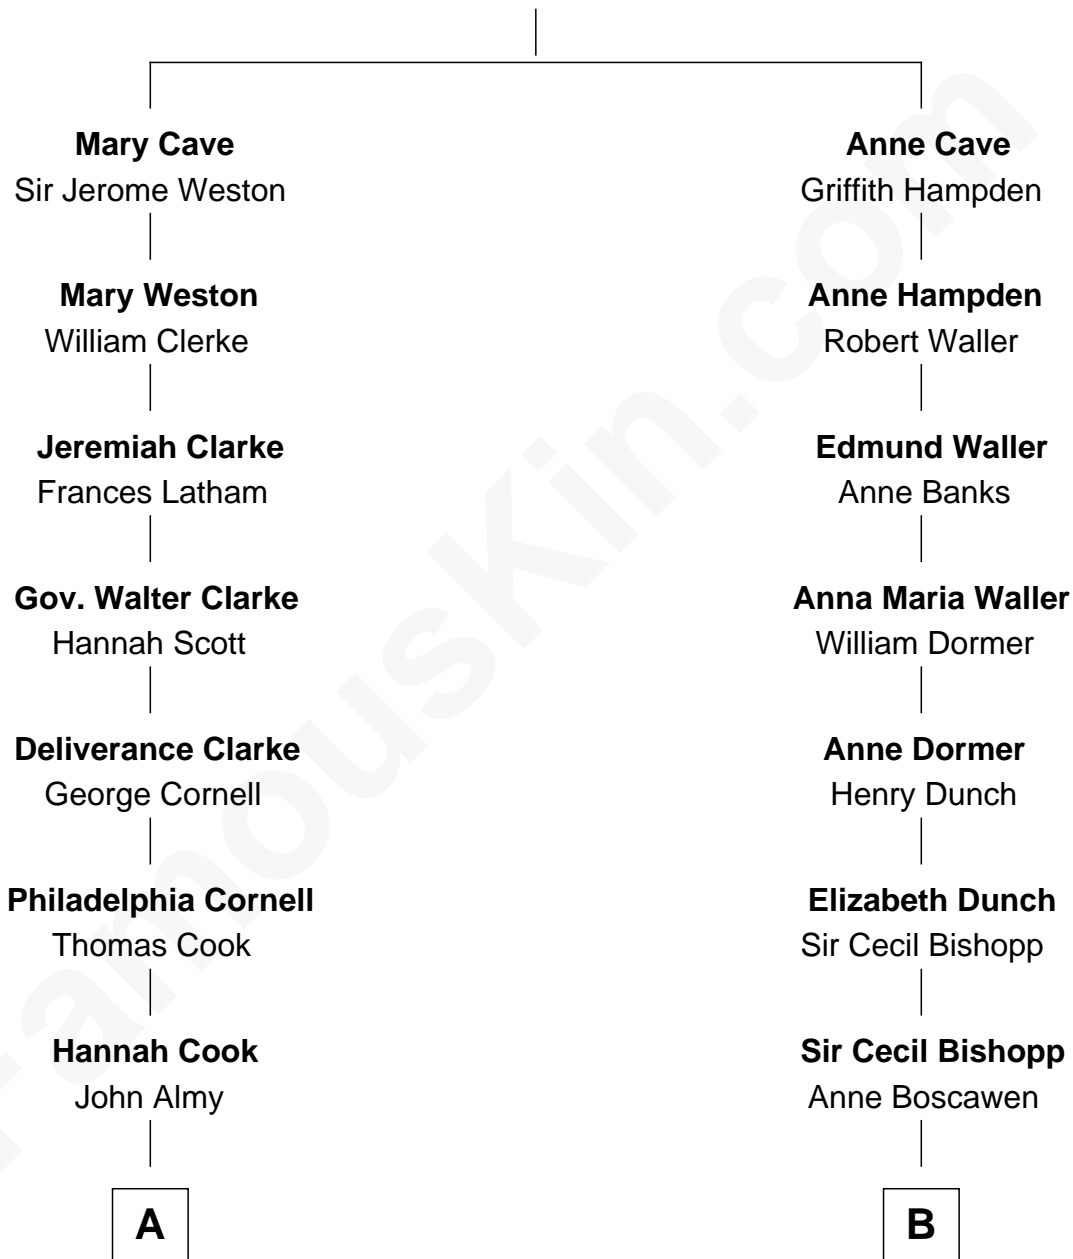 Mary Cave
Sir Jerome Weston
Mary Weston
William Clerke
Jeremiah Clarke
Frances Latham
Gov. Walter Clarke
Hannah Scott
Deliverance Clarke
George Cornell
Philadelphia Cornell
Thomas Cook
Hannah Cook
John Almy
A
Anne Cave
Griffith Hampden
Anne Hampden
Robert Waller
Edmund Waller
Anne Banks
Anna Maria Waller
William Dormer
Anne Dormer
Henry Dunch
Elizabeth Dunch
Sir Cecil Bishopp
Sir Cecil Bishopp
Anne Boscawen
B
FamousKin.com